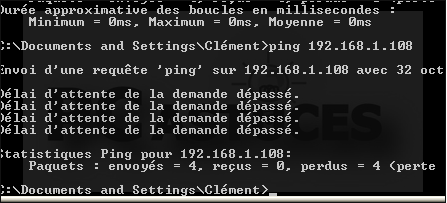 Durée approximative des boucles en millisecondes :
Minimum = 0ms, Maximum = 0ms, Moyenne = 0ms
C:\Documents and Settings\Clément>ping 192.168.1.108
Envoi d'une requête 'ping' sur 192.168.1.108 avec 32 oct
Délai d'attente de la demande dépassé.
Délai d'attente de la demande dépassé.
Délai d'attente de la demande dépassé.
Délai d'attente de la demande dépassé.
Statistiques Ping pour 192.168.1.108:
Paquets : envoyés = 4, reçus = 0, perdus = 4 (perte
C:\Documents and Settings\Clément>_